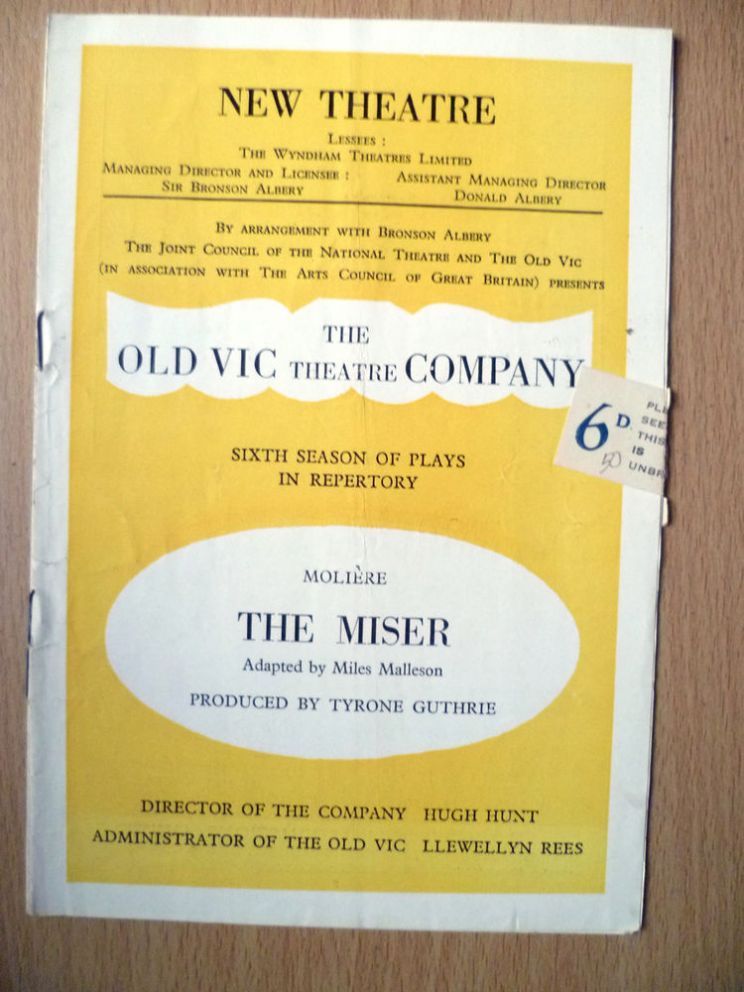 NEW THEATRE
LESSEES :
THE WYNDHAM THEATRES LIMITED
MANAGING DIRECTOR AND LICENSEE : ASSISTANT MANAGING DIRECTOR
SIR BRONSON ALBERY DONALD ALBERY
BY ARRANGEMENT WITH BRONSON ALBERY
THE JOINT COUNCIL OF THE NATIONAL THEATRE AND THE OLD VIC
(IN ASSOCIATION WITH THE ARTS COUNCIL OF GREAT BRITAIN) PRESENTS
THE
OLD VIC THEATRE COMPANY
6D.
SEE
THIS
IS
SIXTH SEASON OF PLAYS
IN REPERTORY
MOLIÈRE
THE MISER
Adapted by Miles Malleson
PRODUCED BY TYRONE GUTHRIE
DIRECTOR OF THE COMPANY HUGH HUNT
ADMINISTRATOR OF THE OLD VIC LLEWELLYN REES